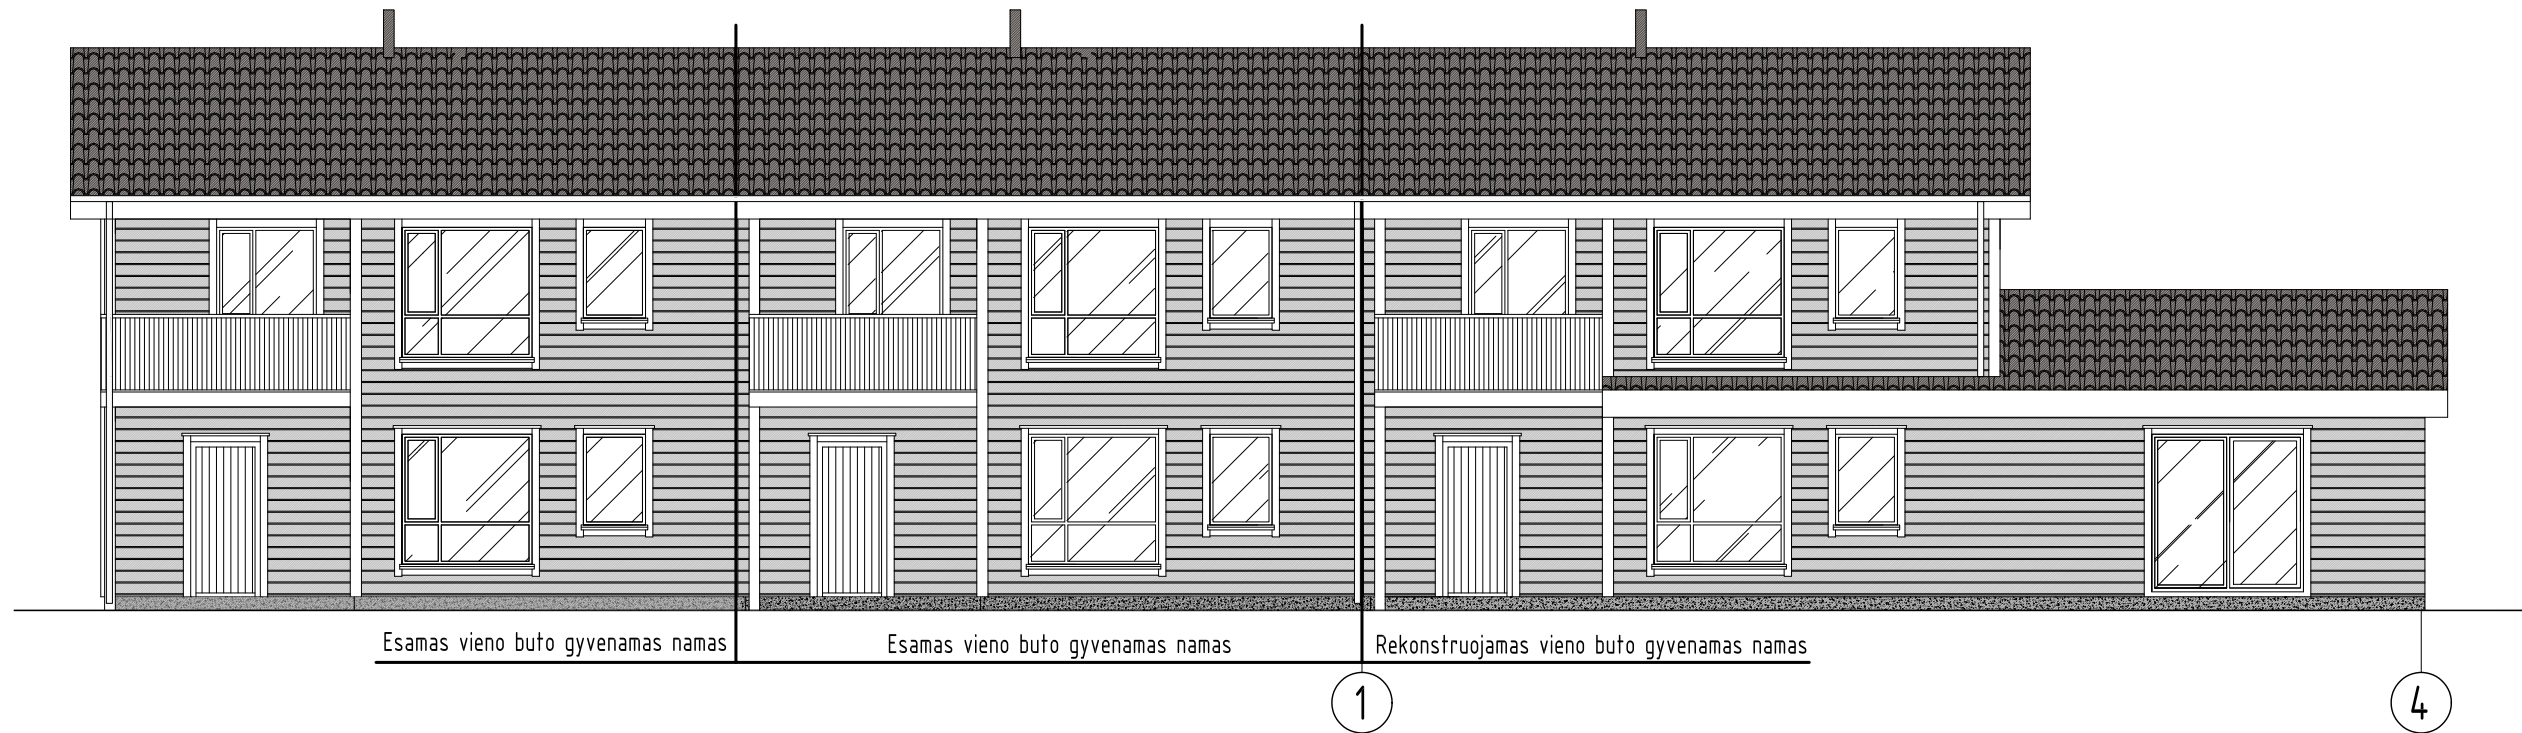 Esamas vieno buto gyvenamas namas
Esamas vieno buto gyvenamas namas
Rekonstruojamas vieno buto gyvenamas namas
1
4